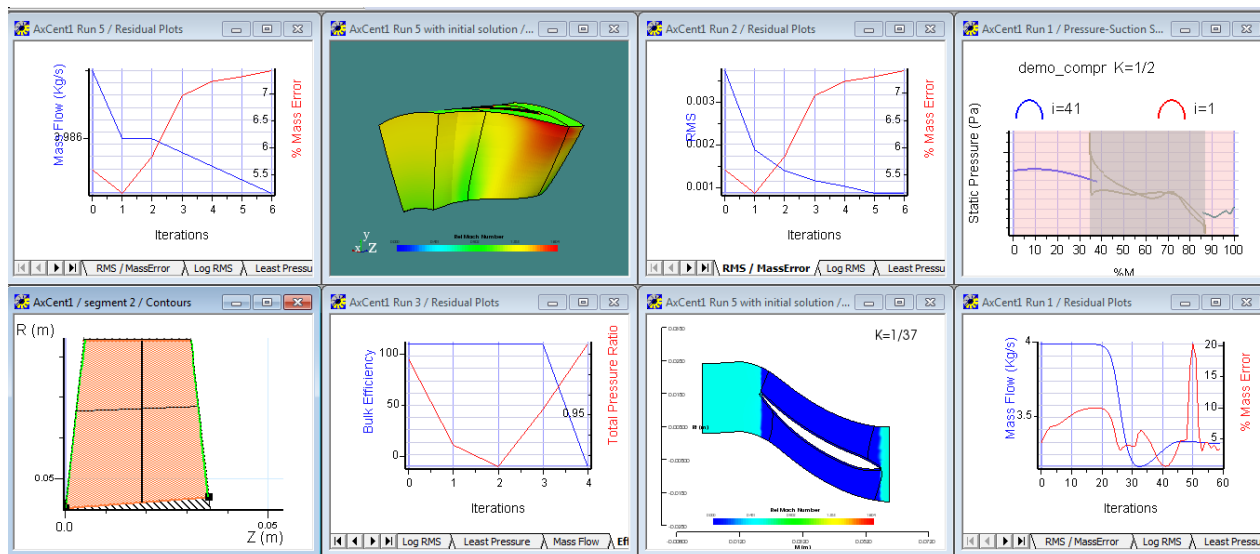 AxCent1 Run 5 / Residual Plots
Mass Flow (Kg/s)
3.986
7
6.5
6
5.5
% Mass Error
0 1 2 3 4 5 6
Iterations
RMS / MassError Log RMS Least Pressu
AxCent1 Run 5 with initial solution /...
y
x Z
Rel Mach Number
AxCent1 Run 2 / Residual Plots
RMS
0.003
0.002
0.001
7
6.5
6
5.5
% Mass Error
0 1 2 3 4 5 6
Iterations
RMS / MassError Log RMS Least Pressu
AxCent1 Run 1 / Pressure-Suction S...
demo_compr K=1/2
i=41 i=1
Static Pressure (Pa)
0 10 20 30 40 50 60 70 80 90 100
%M
AxCent1 / segment 2 / Contours
R (m)
0.05
0.0 0.05
Z (m)
AxCent1 Run 3 / Residual Plots
Bulk Efficiency
100
50
0
0.95
Total Pressure Ratio
0 1 2 3 4
Iterations
Log RMS Least Pressure Mass Flow Eff
AxCent1 Run 5 with initial solution /...
K=1/37
Rel Mach Number
M (m)
AxCent1 Run 1 / Residual Plots
Mass Flow (Kg/s)
4
3.5
20
15
10
5
% Mass Error
0 10 20 30 40 50 60
Iterations
RMS / MassError Log RMS Least Pressu